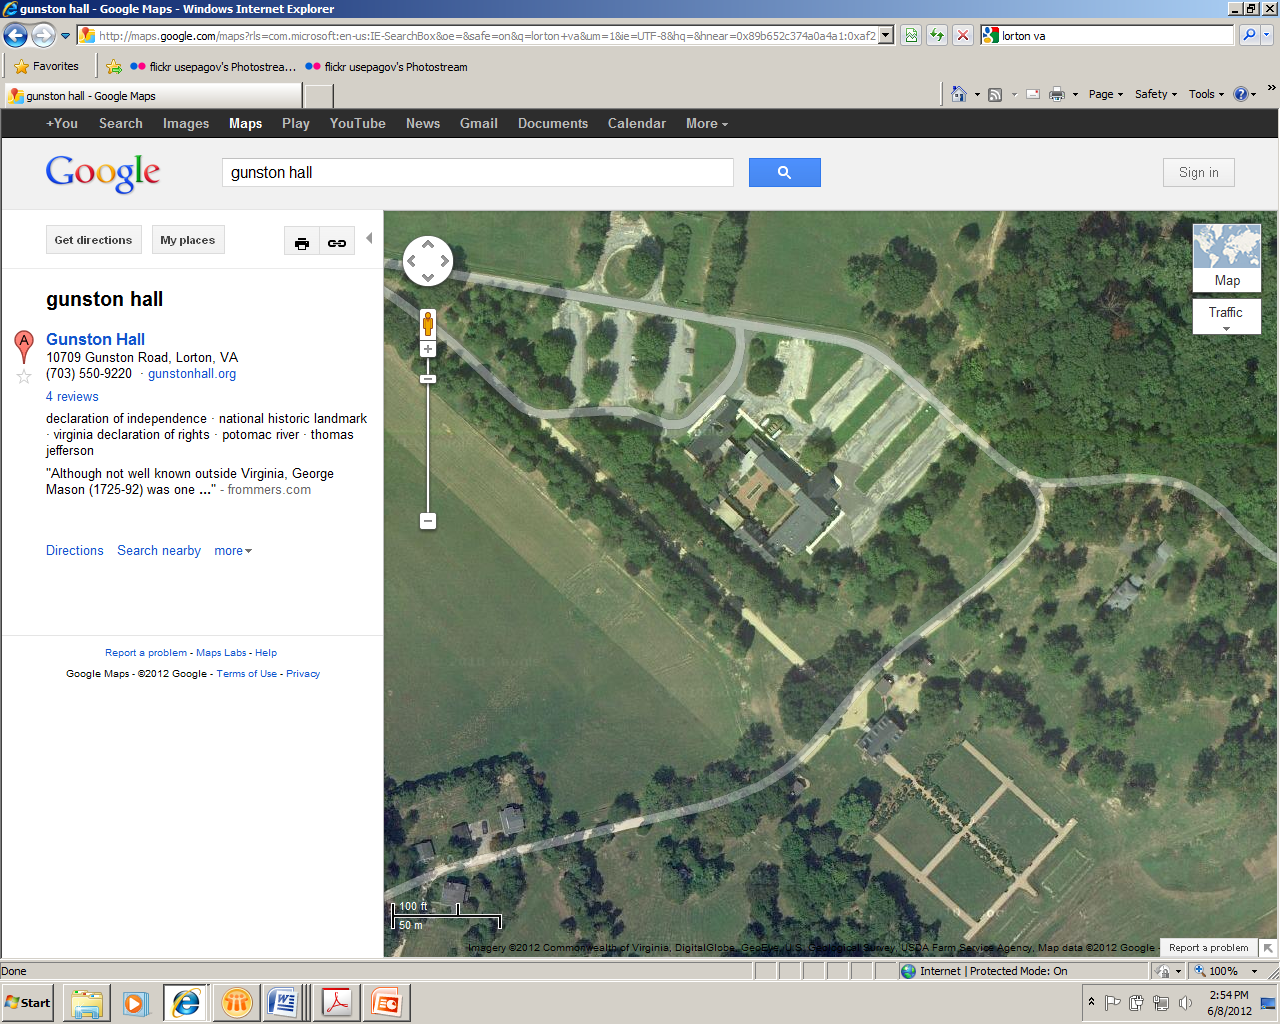 gunston hall - Google Maps - Windows Internet Explorer
http://maps.google.com/maps?rls=com.microsoft:en-us:IE-SearchBox&oe=&safe=on&q=lorton+va&um=1&ie=UTF-8&hq=&hnear=0x89b652c374a0a4a1:0xaf2
lorton va
Favorites
flickr usepagov's Photostrea...
flickr usepagov's Photostream
gunston hall - Google Maps
Page
Safety
Tools
+You Search Images Maps Play YouTube News Gmail Documents Calendar More
Google
gunston hall
Sign in
Get directions
My places
gunston hall
A
Gunston Hall
10709 Gunston Road, Lorton, VA
(703) 550-9220 · gunstonhall.org
4 reviews
declaration of independence · national historic landmark
· virginia declaration of rights · potomac river · thomas
jefferson
"Although not well known outside Virginia, George
Mason (1725-92) was one ..." - frommers.com
Directions Search nearby more
Report a problem - Maps Labs - Help
Google Maps - ©2012 Google - Terms of Use - Privacy
Map
Traffic
100 ft
50 m
Imagery ©2012 Commonwealth of Virginia, DigitalGlobe, GeoEye, U.S. Geological Survey, USDA Farm Service Agency, Map data ©2012 Google -
Report a problem
Done
Internet | Protected Mode: On
100%
Start
2:54 PM
6/8/2012